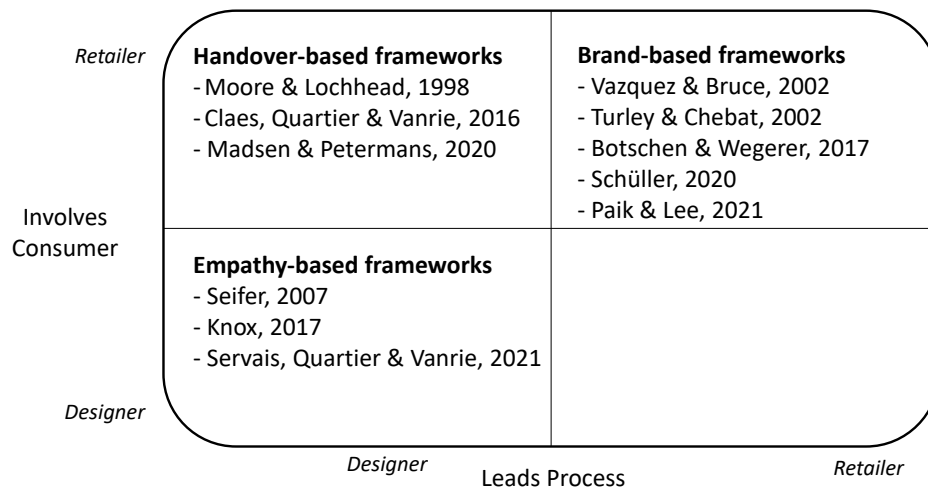 Retailer
Handover-based frameworks
- Moore & Lochhead, 1998
- Claes, Quartier & Vanrie, 2016
- Madsen & Petermans, 2020
Brand-based frameworks
- Vazquez & Bruce, 2002
- Turley & Chebat, 2002
- Botschen & Wegerer, 2017
- Schüller, 2020
- Paik & Lee, 2021
Involves
Consumer
Empathy-based frameworks
- Seifer, 2007
- Knox, 2017
- Servais, Quartier & Vanrie, 2021
Designer
Designer
Leads Process
Retailer